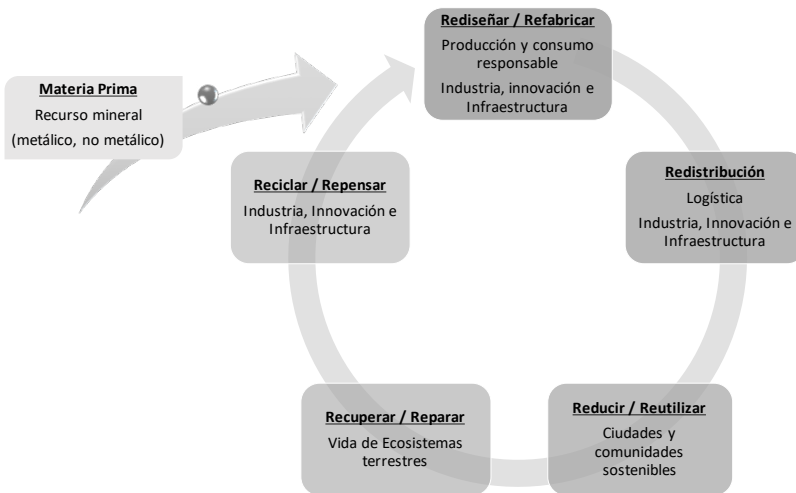 Rediseñar / Refabricar
Producción y consumo
responsable
Industria, innovación e
Infraestructura
Materia Prima
Recurso mineral
(metálico, no metálico)
Reciclar / Repensar
Industria, Innovación e
Infraestructura
Redistribución
Logística
Industria, Innovación e
Infraestructura
Recuperar / Reparar
Vida de Ecosistemas
terrestres
Reducir / Reutilizar
Ciudades y
comunidades
sostenibles